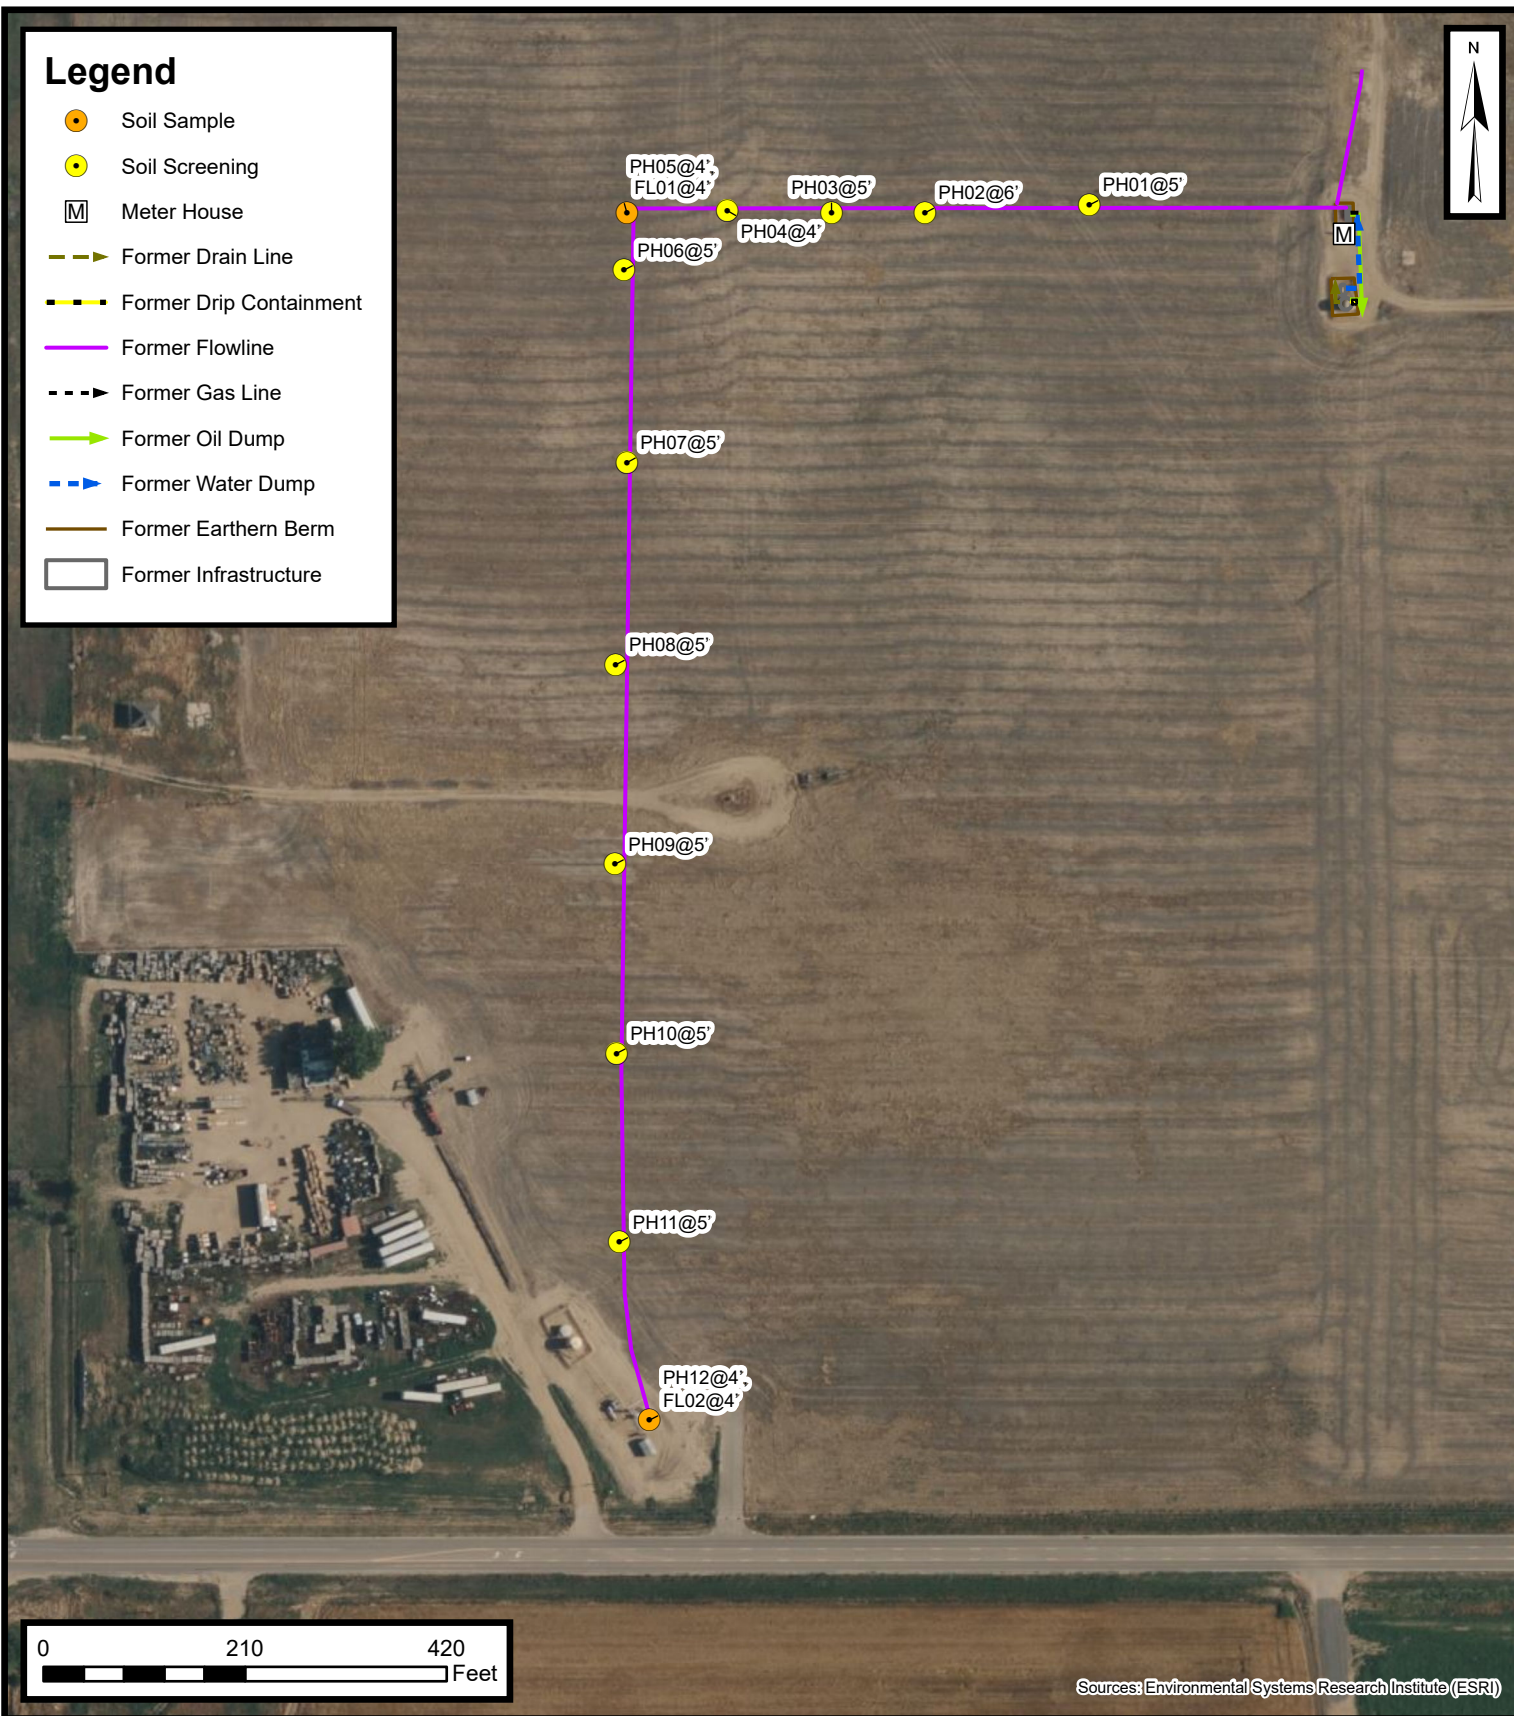 Legend
Soil Sample
Soil Screening
M Meter House
Former Drain Line
Former Drip Containment
Former Flowline
Former Gas Line
Former Oil Dump
Former Water Dump
Former Earthern Berm
Former Infrastructure
N
PH05@4',
FL01@4'
PH04@4'
PH03@5'
PH02@6'
PH01@5'
M
PH06@5'
PH07@5'
PH08@5'
PH09@5'
PH10@5'
PH11@5'
PH12@4',
FL02@4'
0 210 420
Feet
Sources: Environmental Systems Research Institute (ESRI)